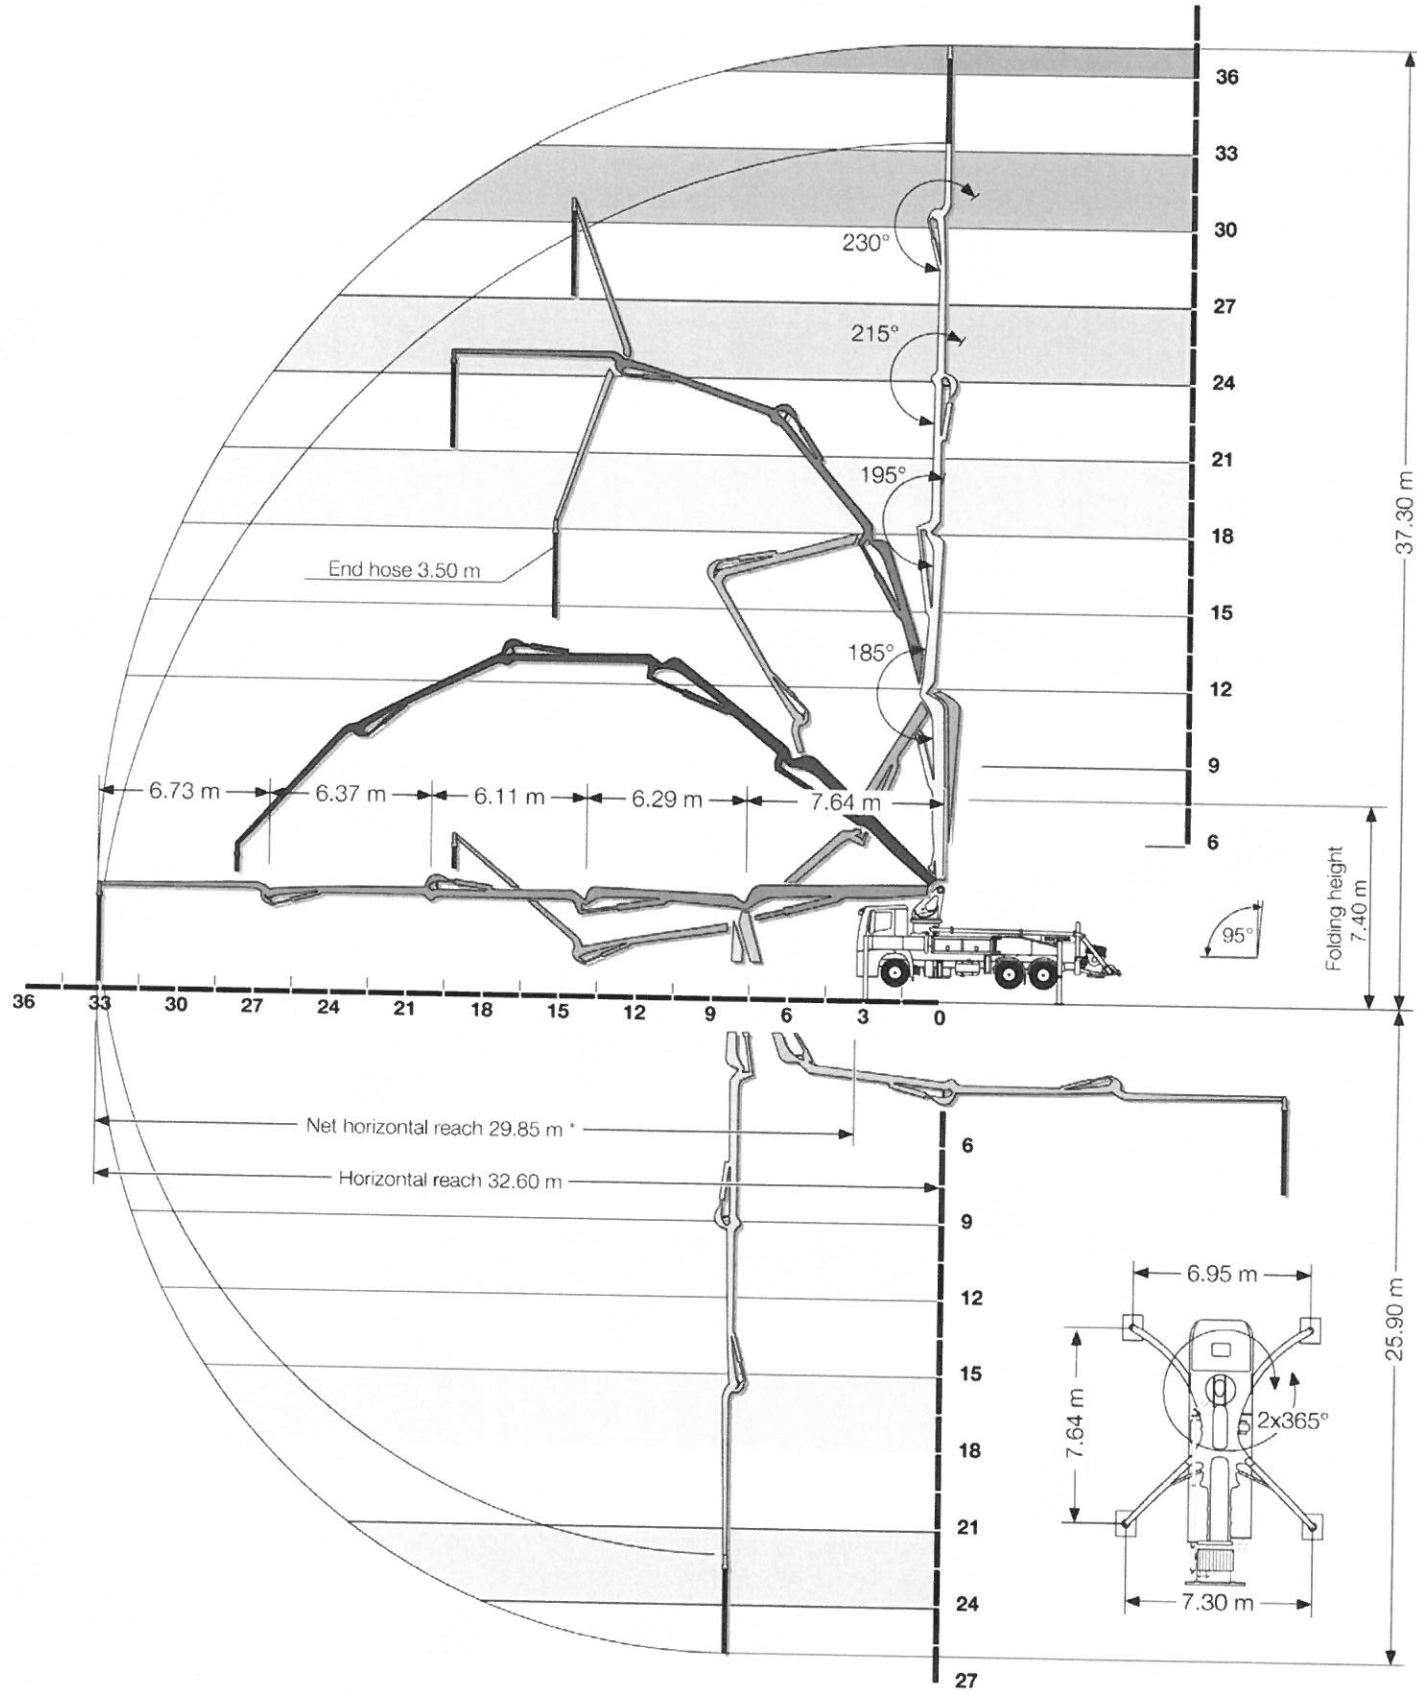 36
33
30
230°
27
215°
24
21
195°
18
37.30 m
End hose 3.50 m
15
185°
12
9
6.73 m
6.37 m
6.11 m
6.29 m
7.64 m
6
Folding height
7.40 m
95°
36
33
30
27
24
21
18
15
12
9
6
3
0
Net horizontal reach 29.85 m *
6
Horizontal reach 32.60 m
9
6.95 m
12
25.90 m
15
7.64 m
2x365°
18
21
24
7.30 m
27